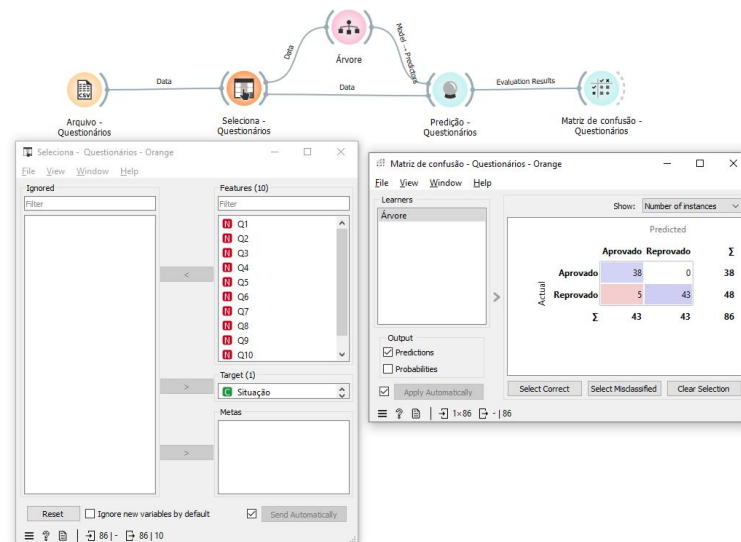 Data
Model → Predictors
Árvore
Data
Data
Evaluation Results
CSV
Arquivo -
Questionários
Seleciona -
Questionários
Predição -
Questionários
Matriz de confusão -
Questionários
Seleciona - Questionários - Orange
File View Window Help
Ignored
Filter
Features (10)
Filter
N Q1
N Q2
N Q3
N Q4
N Q5
N Q6
N Q7
N Q8
N Q9
N Q10
<
Target (1)
>
C Situação
Metas
>
Reset
Ignore new variables by default
Send Automatically
86 | - 86 | 10
Matriz de confusão - Questionários - Orange
File View Window Help
Learners
Árvore
Output
Predictions
Probabilities
Apply Automatically
>
Show: Number of instances
Predicted
Aprovado Reprovado Σ
Actual
Aprovado 38 0 38
Reprovado 5 43 48
Σ 43 43 86
Select Correct Select Misclassified Clear Selection
1×86 - | 86